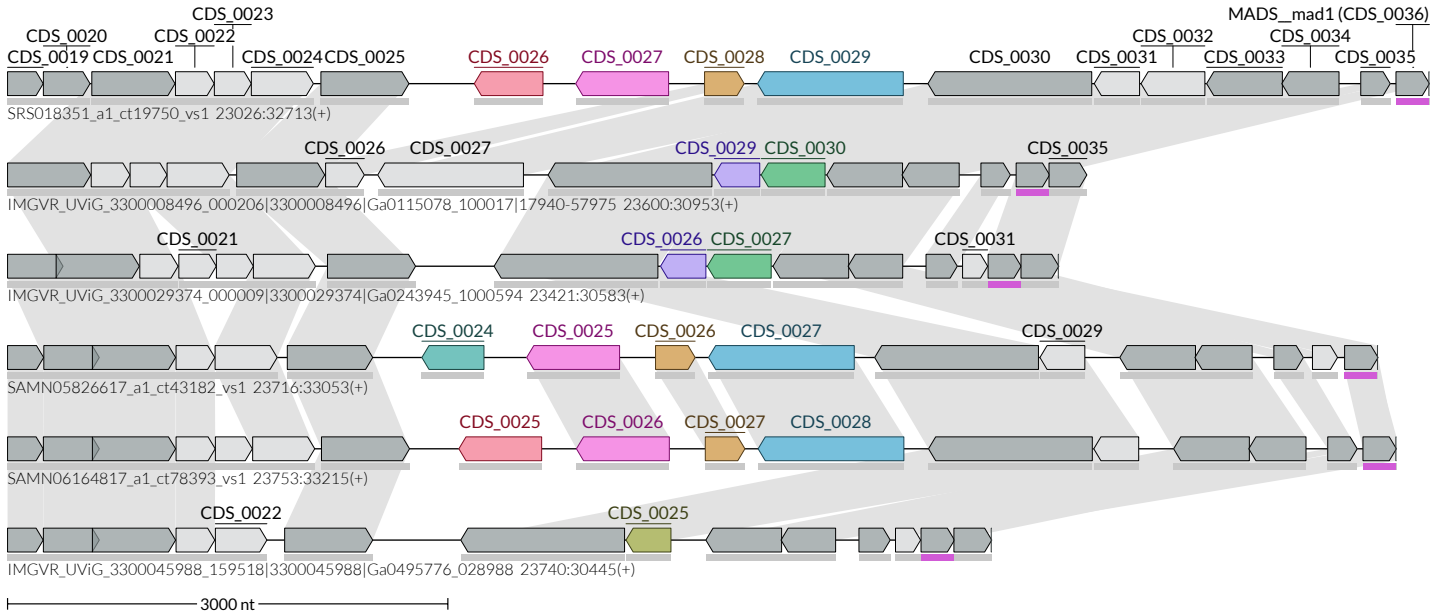 CDS_0023 MADS__mad1 (CDS_0036)
CDS_0020 CDS_0022 CDS_0032 CDS_0034
CDS_0019 CDS_0021 CDS_0024 CDS_0025 CDS_0026 CDS_0027 CDS_0028 CDS_0029 CDS_0030 CDS_0031 CDS_0033 CDS_0035
SRS018351_a1_ct19750_vs1 23026:32713(+)
CDS_0026 CDS_0027 CDS_0029 CDS_0030 CDS_0035
IMGVR_UViG_3300008496_000206|3300008496|Ga0115078_100017|17940-57975 23600:30953(+)
CDS_0021 CDS_0026 CDS_0027 CDS_0031
IMGVR_UViG_3300029374_000009|3300029374|Ga0243945_1000594 23421:30583(+)
CDS_0024 CDS_0025 CDS_0026 CDS_0027 CDS_0029
SAMN05826617_a1_ct43182_vs1 23716:33053(+)
CDS_0025 CDS_0026 CDS_0027 CDS_0028
SAMN06164817_a1_ct78393_vs1 23753:33215(+)
CDS_0022 CDS_0025
IMGVR_UViG_3300045988_159518|3300045988|Ga0495776_028988 23740:30445(+)
3000 nt